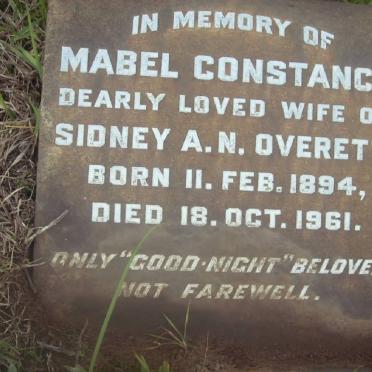 IN MEMORY OF
MABEL CONSTANC
DEARLY LOVED WIFE O
SIDNEY A.N. OVERET
BORN 11. FEB. 1894,
DIED 18. OCT. 1961.
ONLY "GOOD-NIGHT" BELOVE
NOT FAREWELL.